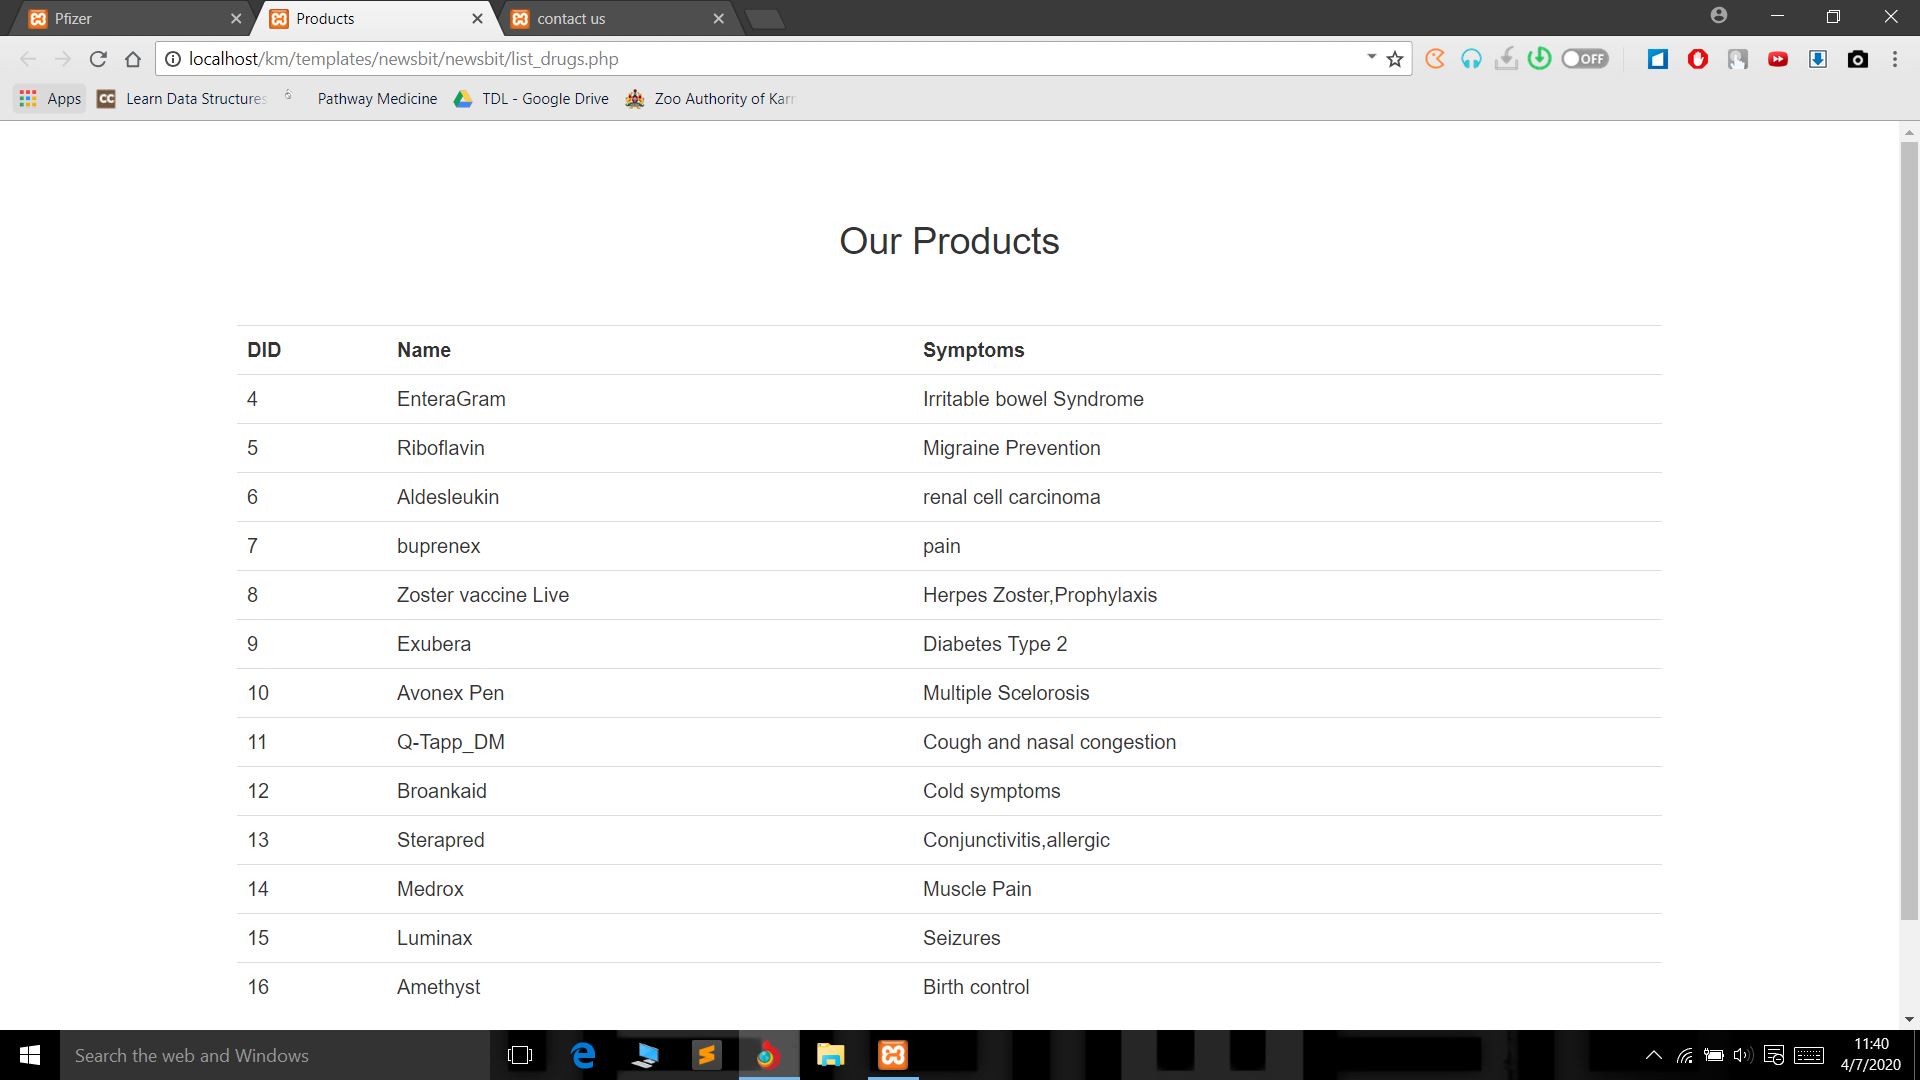 Pfizer
Products
contact us
localhost/km/templates/newsbit/newsbit/list_drugs.php
OFF
Apps
CC Learn Data Structures
Pathway Medicine
TDL - Google Drive
Zoo Authority of Karn
Our Products
DID Name Symptoms
4 EnteraGram Irritable bowel Syndrome
5 Riboflavin Migraine Prevention
6 Aldesleukin renal cell carcinoma
7 buprenex pain
8 Zoster vaccine Live Herpes Zoster,Prophylaxis
9 Exubera Diabetes Type 2
10 Avonex Pen Multiple Scelorosis
11 Q-Tapp_DM Cough and nasal congestion
12 Broankaid Cold symptoms
13 Sterapred Conjunctivitis,allergic
14 Medrox Muscle Pain
15 Luminax Seizures
16 Amethyst Birth control
Search the web and Windows
11:40
4/7/2020